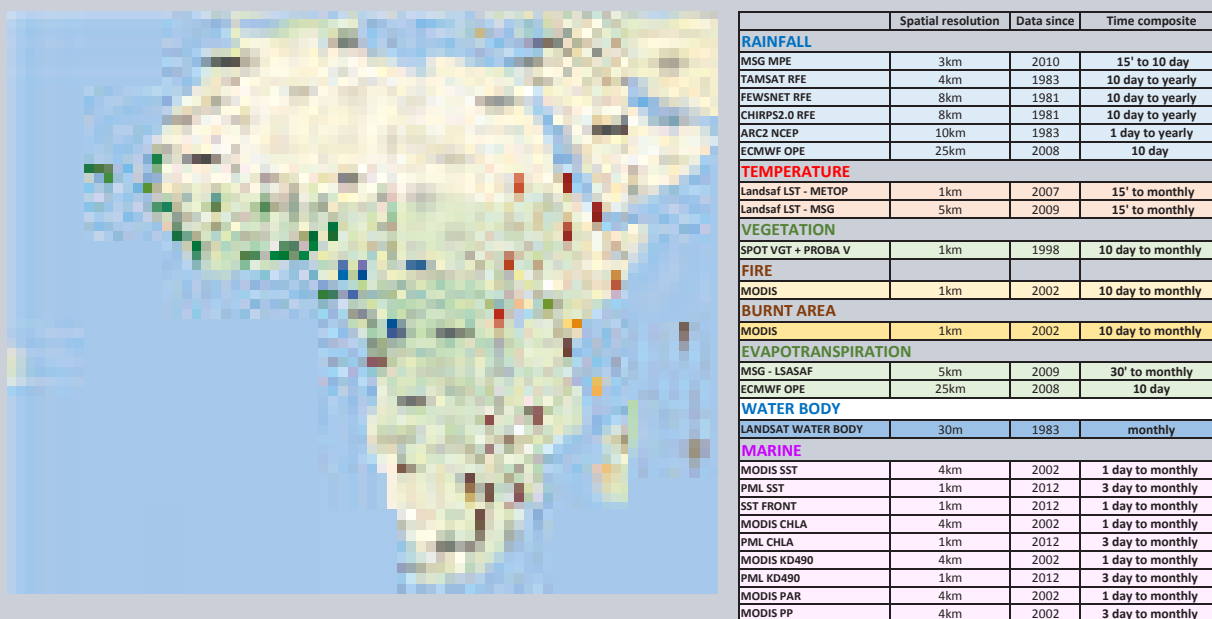 Spatial resolution Data since Time composite
RAINFALL
MSG MPE 3km 2010 15' to 10 day
TAMSAT RFE 4km 1983 10 day to yearly
FEWSNET RFE 8km 1981 10 day to yearly
CHIRPS2.0 RFE 8km 1981 10 day to yearly
ARC2 NCEP 10km 1983 1 day to yearly
ECMWF OPE 25km 2008 10 day
TEMPERATURE
Landsaf LST - METOP 1km 2007 15' to monthly
Landsaf LST - MSG 5km 2009 15' to monthly
VEGETATION
SPOT VGT + PROBA V 1km 1998 10 day to monthly
FIRE
MODIS 1km 2002 10 day to monthly
BURNT AREA
MODIS 1km 2002 10 day to monthly
EVAPOTRANSPIRATION
MSG - LSASAF 5km 2009 30' to monthly
ECMWF OPE 25km 2008 10 day
WATER BODY
LANDSAT WATER BODY 30m 1983 monthly
MARINE
MODIS SST 4km 2002 1 day to monthly
PML SST 1km 2012 3 day to monthly
SST FRONT 1km 2012 1 day to monthly
MODIS CHLA 4km 2002 1 day to monthly
PML CHLA 1km 2012 3 day to monthly
MODIS KD490 4km 2002 1 day to monthly
PML KD490 1km 2012 3 day to monthly
MODIS PAR 4km 2002 1 day to monthly
MODIS PP 4km 2002 3 day to monthly